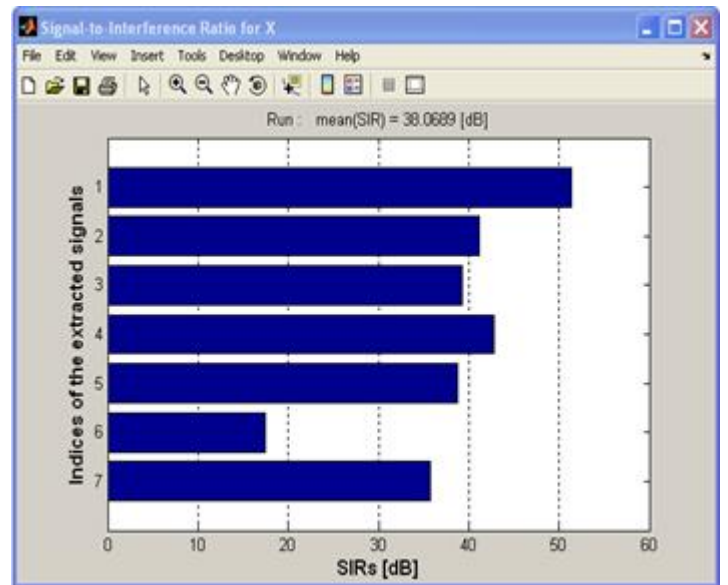 Signal-to-Interference Ratio for X
File Edit View Insert Tools Desktop Window Help
Run : mean(SIR) = 38.0689 [dB]
Indices of the extracted signals
1
2
3
4
5
6
7
0 10 20 30 40 50 60
SIRs [dB]